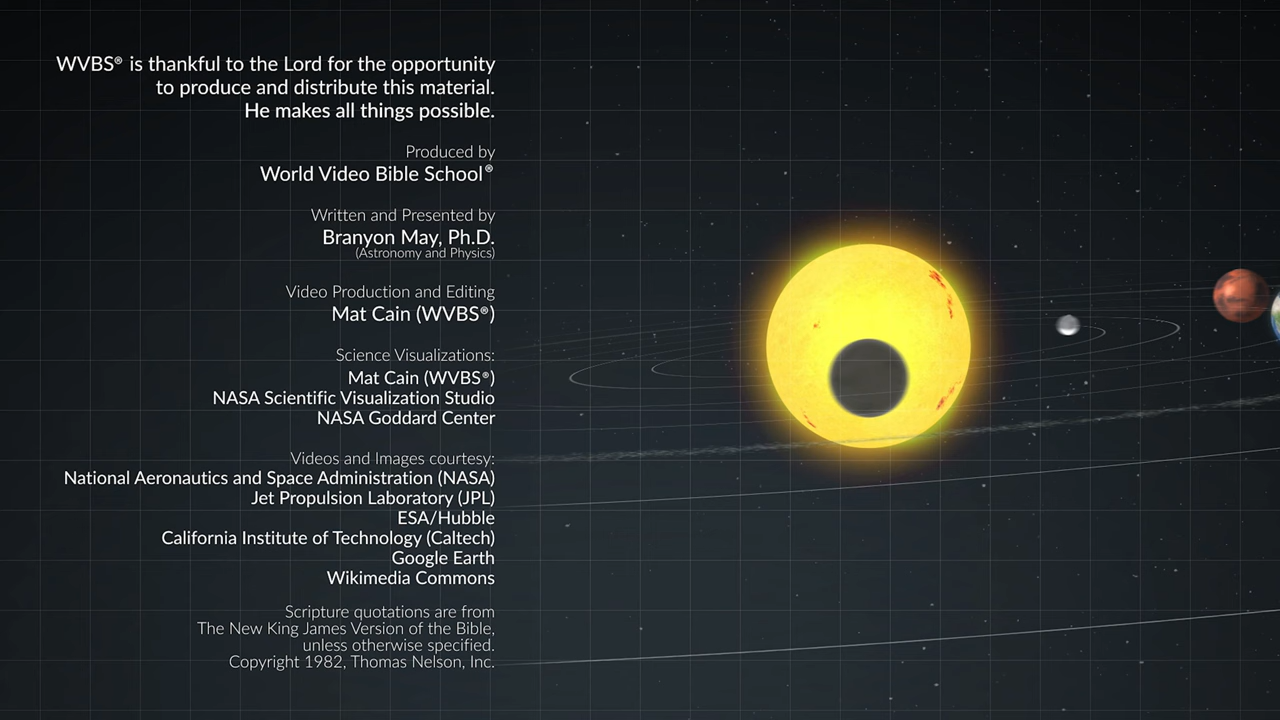 WVBS® is thankful to the Lord for the opportunity
to produce and distribute this material.
He makes all things possible.
Produced by
World Video Bible School®
Written and Presented by
Branyon May, Ph.D.
(Astronomy and Physics)
Video Production and Editing
Mat Cain (WVBS®)
Science Visualizations:
Mat Cain (WVBS®)
NASA Scientific Visualization Studio
NASA Goddard Center
Videos and Images courtesy:
National Aeronautics and Space Administration (NASA)
Jet Propulsion Laboratory (JPL)
ESA/Hubble
California Institute of Technology (Caltech)
Google Earth
Wikimedia Commons
Scripture quotations are from
The New King James Version of the Bible,
unless otherwise specified.
Copyright 1982, Thomas Nelson, Inc.